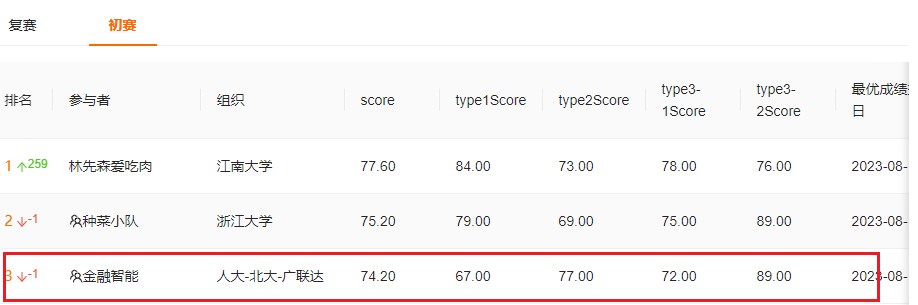 复赛 初赛
排名 参与者 组织 score type1Score type2Score type3-1Score type3-2Score 最优成绩 日
1 ↑259 林先森爱吃肉 江南大学 77.60 84.00 73.00 78.00 76.00 2023-08-
2 ↓-1 种菜小队 浙江大学 75.20 79.00 69.00 75.00 89.00 2023-08-
3 ↓-1 金融智能 人大-北大-广联达 74.20 67.00 77.00 72.00 89.00 2023-08-